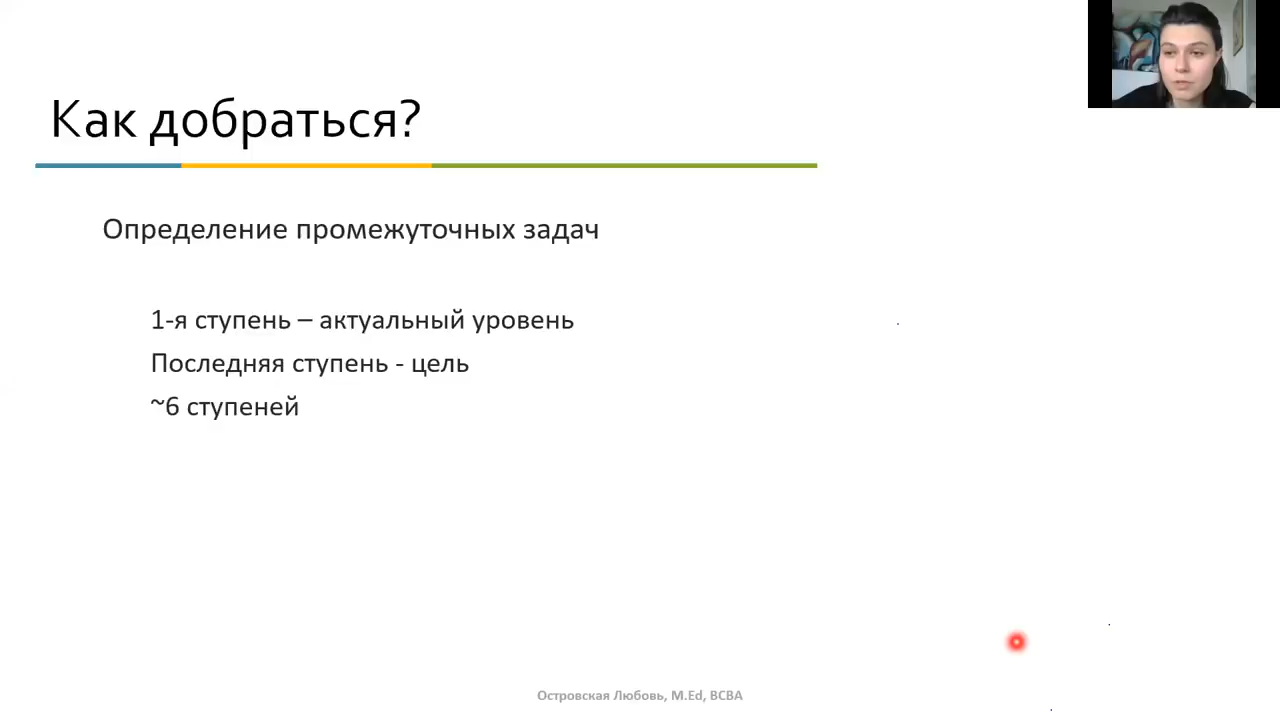 Как добраться?
Определение промежуточных задач
1-я ступень – актуальный уровень
Последняя ступень - цель
~6 ступеней
Островская Любовь, M.Ed, BCBA